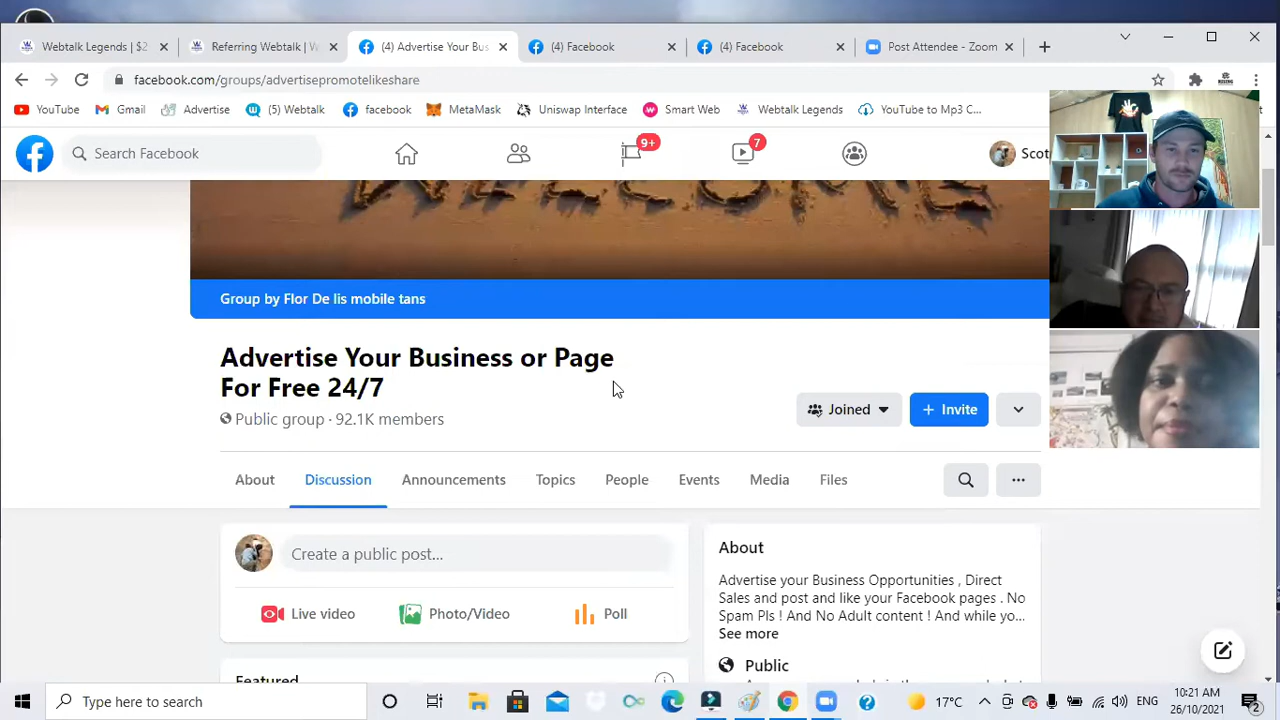 Webtalk Legends | $2
Referring Webtalk | W
(4) Advertise Your Bus
(4) Facebook
(4) Facebook
Post Attendee - Zoom
facebook.com/groups/advertisepromotelikeshare
YouTube
Gmail
Advertise
(5) Webtalk
facebook
MetaMask
Uniswap Interface
Smart Web
Webtalk Legends
YouTube to Mp3 C...
Search Facebook
9+
7
Scot
WELCOME
Group by Flor De lis mobile tans
Advertise Your Business or Page
For Free 24/7
Public group · 92.1K members
Joined
+ Invite
About
Discussion
Announcements
Topics
People
Events
Media
Files
Create a public post...
Live video
Photo/Video
Poll
Featured
About
Advertise your Business Opportunities , Direct
Sales and post and like your Facebook pages . No
Spam Pls ! And No Adult content ! And while yo...
See more
Public
Type here to search
17°C
ENG
10:21 AM
26/10/2021
2